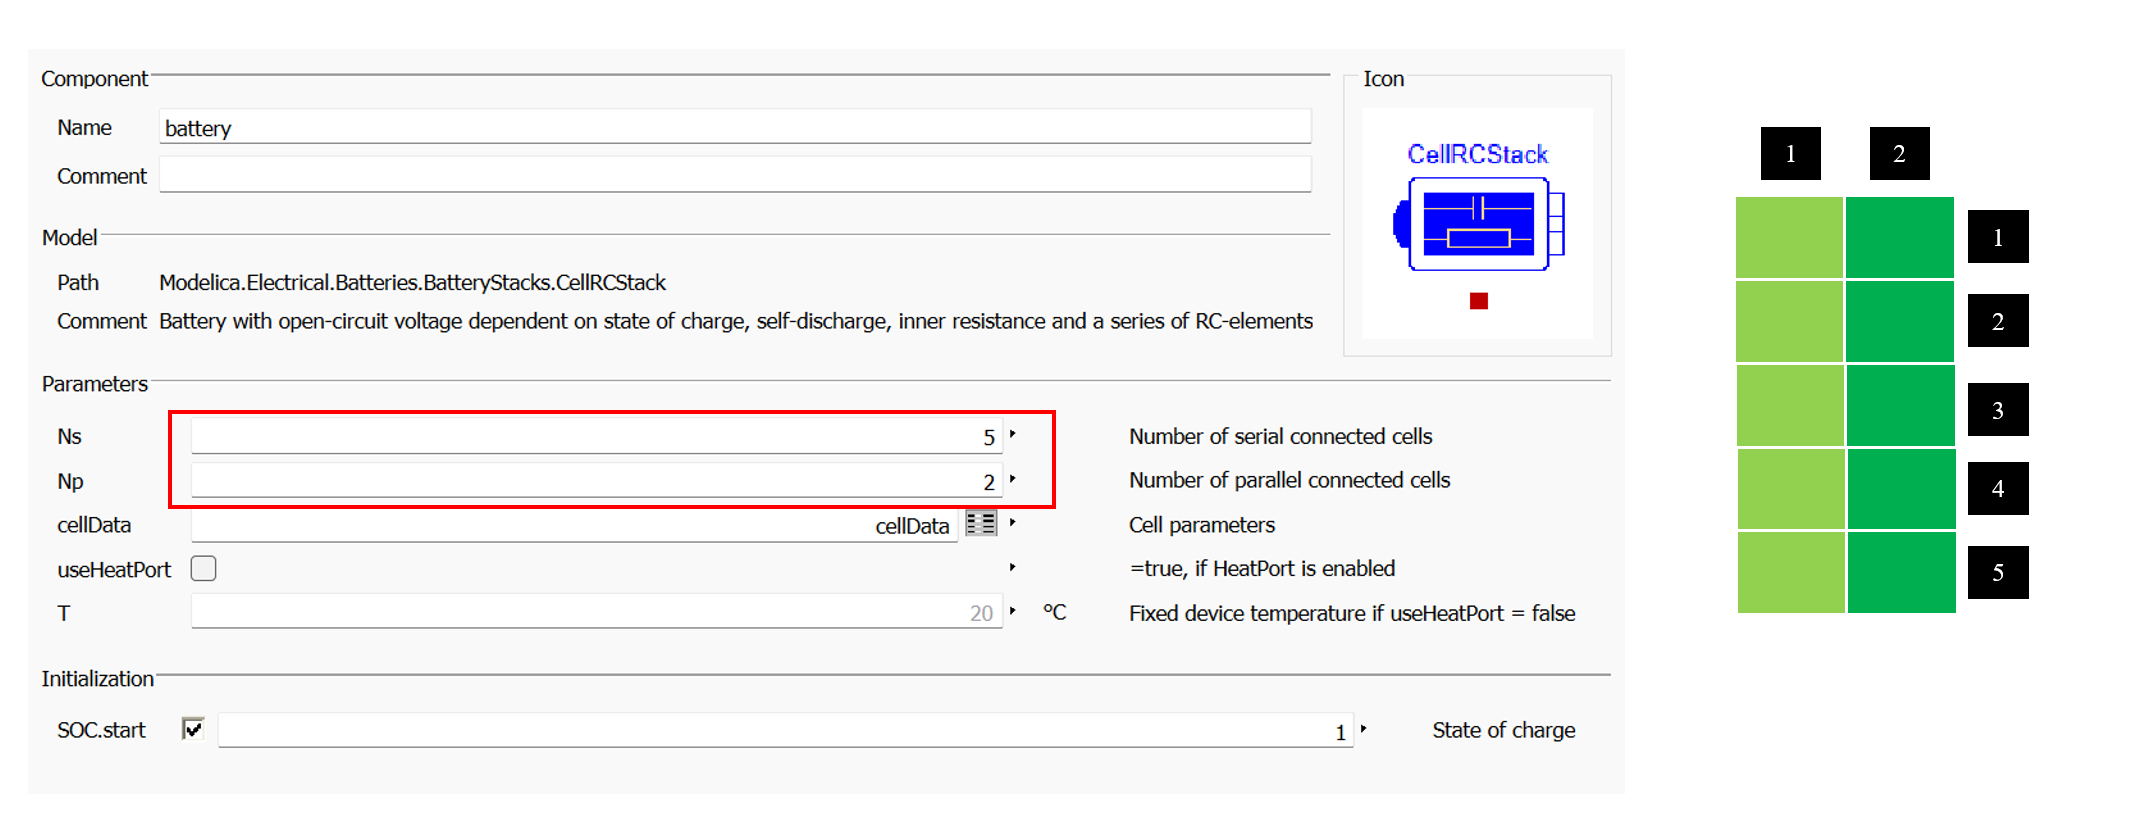 Component
Name battery
Comment
Model
Path Modelica.Electrical.Batteries.BatteryStacks.CellRCStack
Comment Battery with open-circuit voltage dependent on state of charge, self-discharge, inner resistance and a series of RC-elements
Icon
CellRCStack
Parameters
Ns 5 Number of serial connected cells
Np 2 Number of parallel connected cells
cellData cellData Cell parameters
useHeatPort =true, if HeatPort is enabled
T 20 °C Fixed device temperature if useHeatPort = false
Initialization
SOC.start 1 State of charge
1 2
1
2
3
4
5